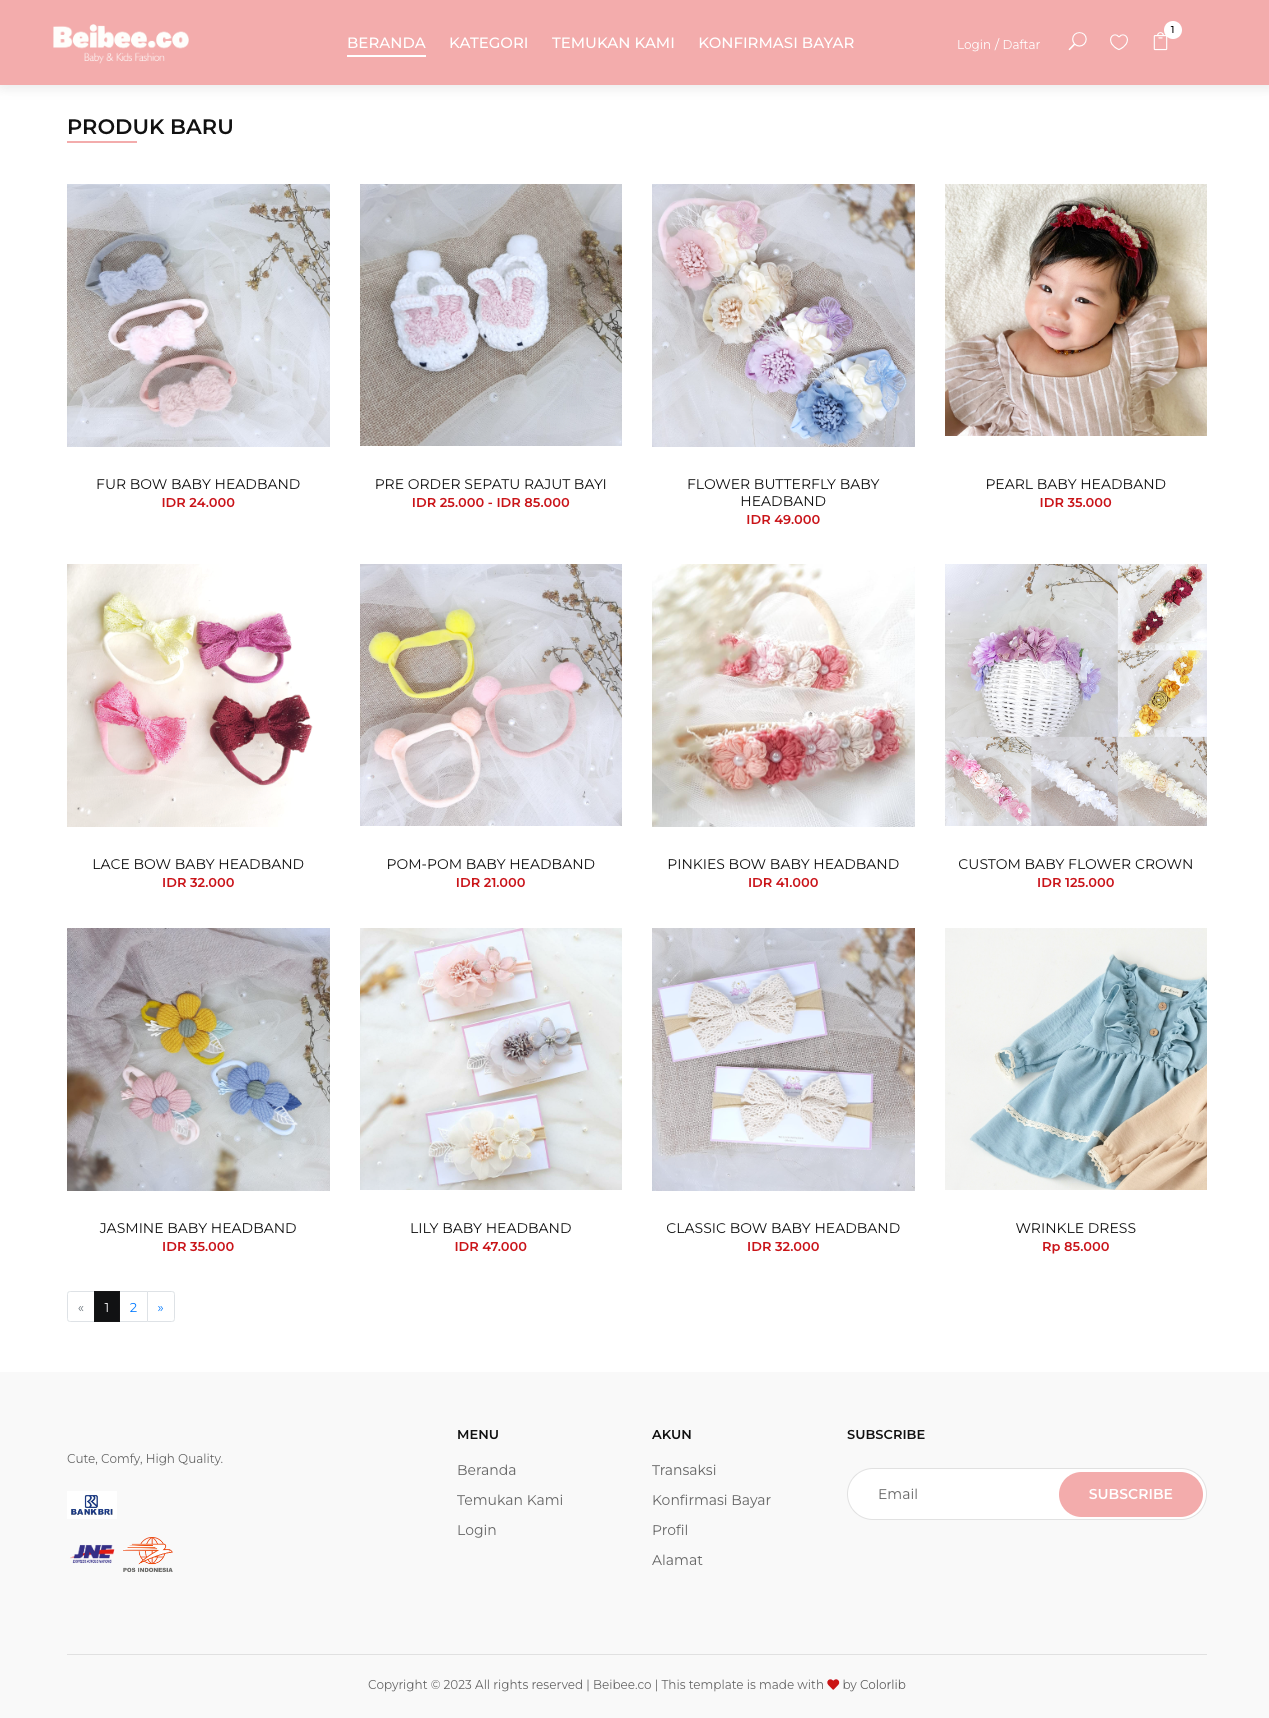 Beibee.co
Baby & Kids Fashion
BERANDA KATEGORI TEMUKAN KAMI KONFIRMASI BAYAR
Login / Daftar
1
PRODUK BARU
FUR BOW BABY HEADBAND
IDR 24.000
PRE ORDER SEPATU RAJUT BAYI
IDR 25.000 - IDR 85.000
FLOWER BUTTERFLY BABY
HEADBAND
IDR 49.000
PEARL BABY HEADBAND
IDR 35.000
LACE BOW BABY HEADBAND
IDR 32.000
POM-POM BABY HEADBAND
IDR 21.000
PINKIES BOW BABY HEADBAND
IDR 41.000
CUSTOM BABY FLOWER CROWN
IDR 125.000
JASMINE BABY HEADBAND
IDR 35.000
LILY BABY HEADBAND
IDR 47.000
CLASSIC BOW BABY HEADBAND
IDR 32.000
WRINKLE DRESS
Rp 85.000
« 1 2 »
Cute, Comfy, High Quality.
BANK BRI
JNE
EXPRESS ACROSS NATIONS
POS INDONESIA
MENU
Beranda
Temukan Kami
Login
AKUN
Transaksi
Konfirmasi Bayar
Profil
Alamat
SUBSCRIBE
Email
SUBSCRIBE
Copyright © 2023 All rights reserved | Beibee.co | This template is made with ♥ by Colorlib